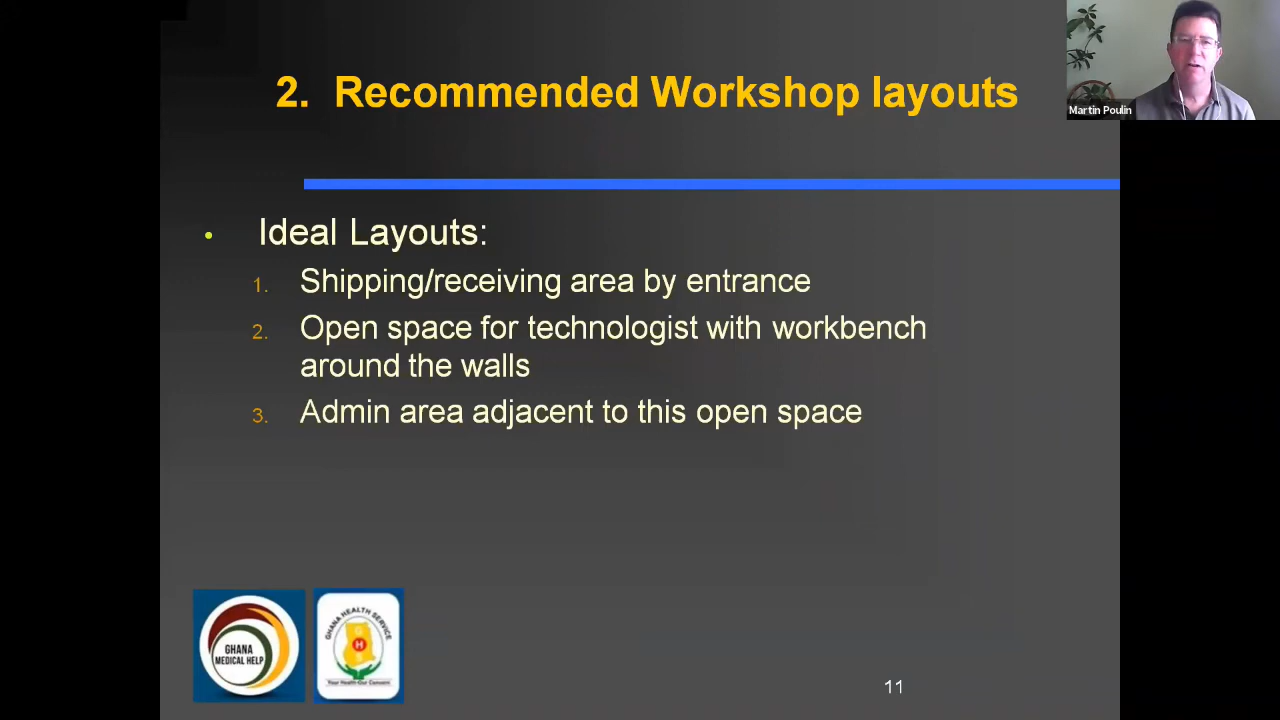 2. Recommended Workshop layouts
Martin Poulin
• Ideal Layouts:
1. Shipping/receiving area by entrance
2. Open space for technologist with workbench
around the walls
3. Admin area adjacent to this open space
GHANA
MEDICAL HELP
GHANA HEALTH SERVICE
G
H
S
Your Health-Our Concern
11